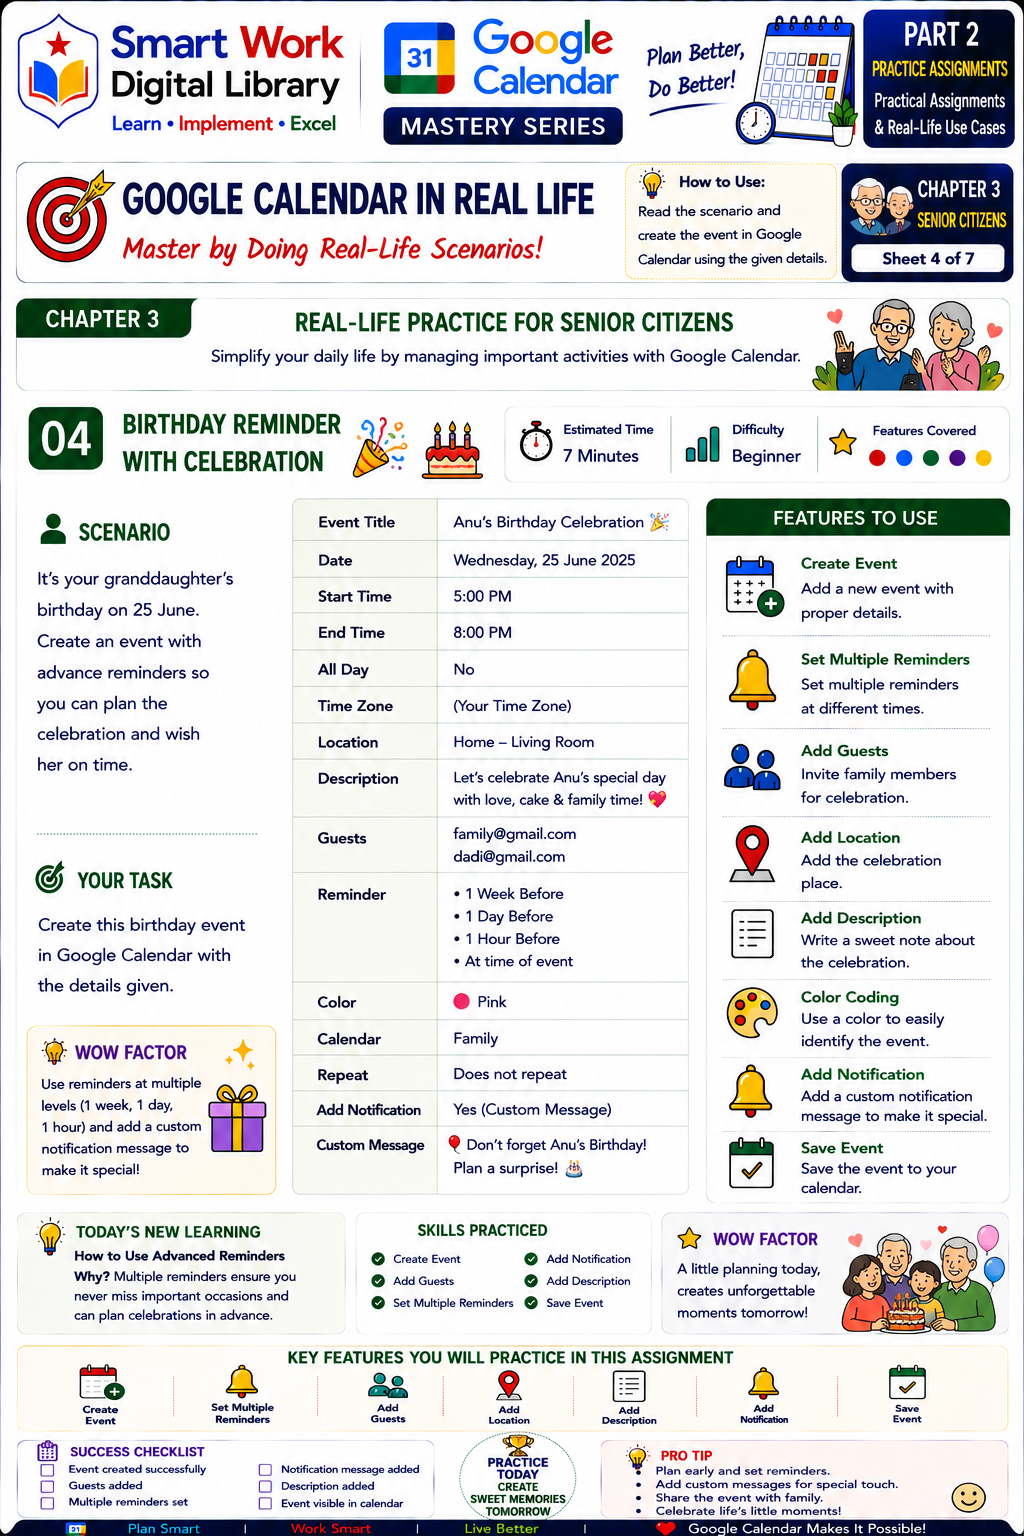 Smart Work
Digital Library
Learn • Implement • Excel
31
Google
Calendar
MASTERY SERIES
Plan Better,
Do Better!
PART 2
PRACTICE ASSIGNMENTS
Practical Assignments
& Real-Life Use Cases
GOOGLE CALENDAR IN REAL LIFE
Master by Doing Real-Life Scenarios!
How to Use:
Read the scenario and
create the event in Google
Calendar using the given details.
CHAPTER 3
SENIOR CITIZENS
Sheet 4 of 7
CHAPTER 3
REAL-LIFE PRACTICE FOR SENIOR CITIZENS
Simplify your daily life by managing important activities with Google Calendar.
04
BIRTHDAY REMINDER
WITH CELEBRATION
Estimated Time
7 Minutes
Difficulty
Beginner
Features Covered
SCENARIO
It's your granddaughter's
birthday on 25 June.
Create an event with
advance reminders so
you can plan the
celebration and wish
her on time.
YOUR TASK
Create this birthday event
in Google Calendar with
the details given.
WOW FACTOR
Use reminders at multiple
levels (1 week, 1 day,
1 hour) and add a custom
notification message to
make it special!
Event Title Anu's Birthday Celebration 🎉
Date Wednesday, 25 June 2025
Start Time 5:00 PM
End Time 8:00 PM
All Day No
Time Zone (Your Time Zone)
Location Home – Living Room
Description Let's celebrate Anu's special day
with love, cake & family time! 💖
Guests family@gmail.com
dadi@gmail.com
Reminder • 1 Week Before
• 1 Day Before
• 1 Hour Before
• At time of event
Color Pink
Calendar Family
Repeat Does not repeat
Add Notification Yes (Custom Message)
Custom Message 🎈 Don't forget Anu's Birthday!
Plan a surprise! 🎂
FEATURES TO USE
Create Event
Add a new event with
proper details.
Set Multiple Reminders
Set multiple reminders
at different times.
Add Guests
Invite family members
for celebration.
Add Location
Add the celebration
place.
Add Description
Write a sweet note about
the celebration.
Color Coding
Use a color to easily
identify the event.
Add Notification
Add a custom notification
message to make it special.
Save Event
Save the event to your
calendar.
TODAY'S NEW LEARNING
How to Use Advanced Reminders
Why? Multiple reminders ensure you
never miss important occasions and
can plan celebrations in advance.
SKILLS PRACTICED
Create Event
Add Guests
Set Multiple Reminders
Add Notification
Add Description
Save Event
WOW FACTOR
A little planning today,
creates unforgettable
moments tomorrow!
KEY FEATURES YOU WILL PRACTICE IN THIS ASSIGNMENT
Create
Event
Set Multiple
Reminders
Add
Guests
Add
Location
Add
Description
Add
Notification
Save
Event
SUCCESS CHECKLIST
Event created successfully
Guests added
Multiple reminders set
Notification message added
Description added
Event visible in calendar
PRACTICE
TODAY
CREATE
SWEET MEMORIES
TOMORROW
PRO TIP
• Plan early and set reminders.
• Add custom messages for special touch.
• Share the event with family.
• Celebrate life's little moments!
31 Plan Smart | Work Smart | Live Better | Google Calendar Makes It Possible!